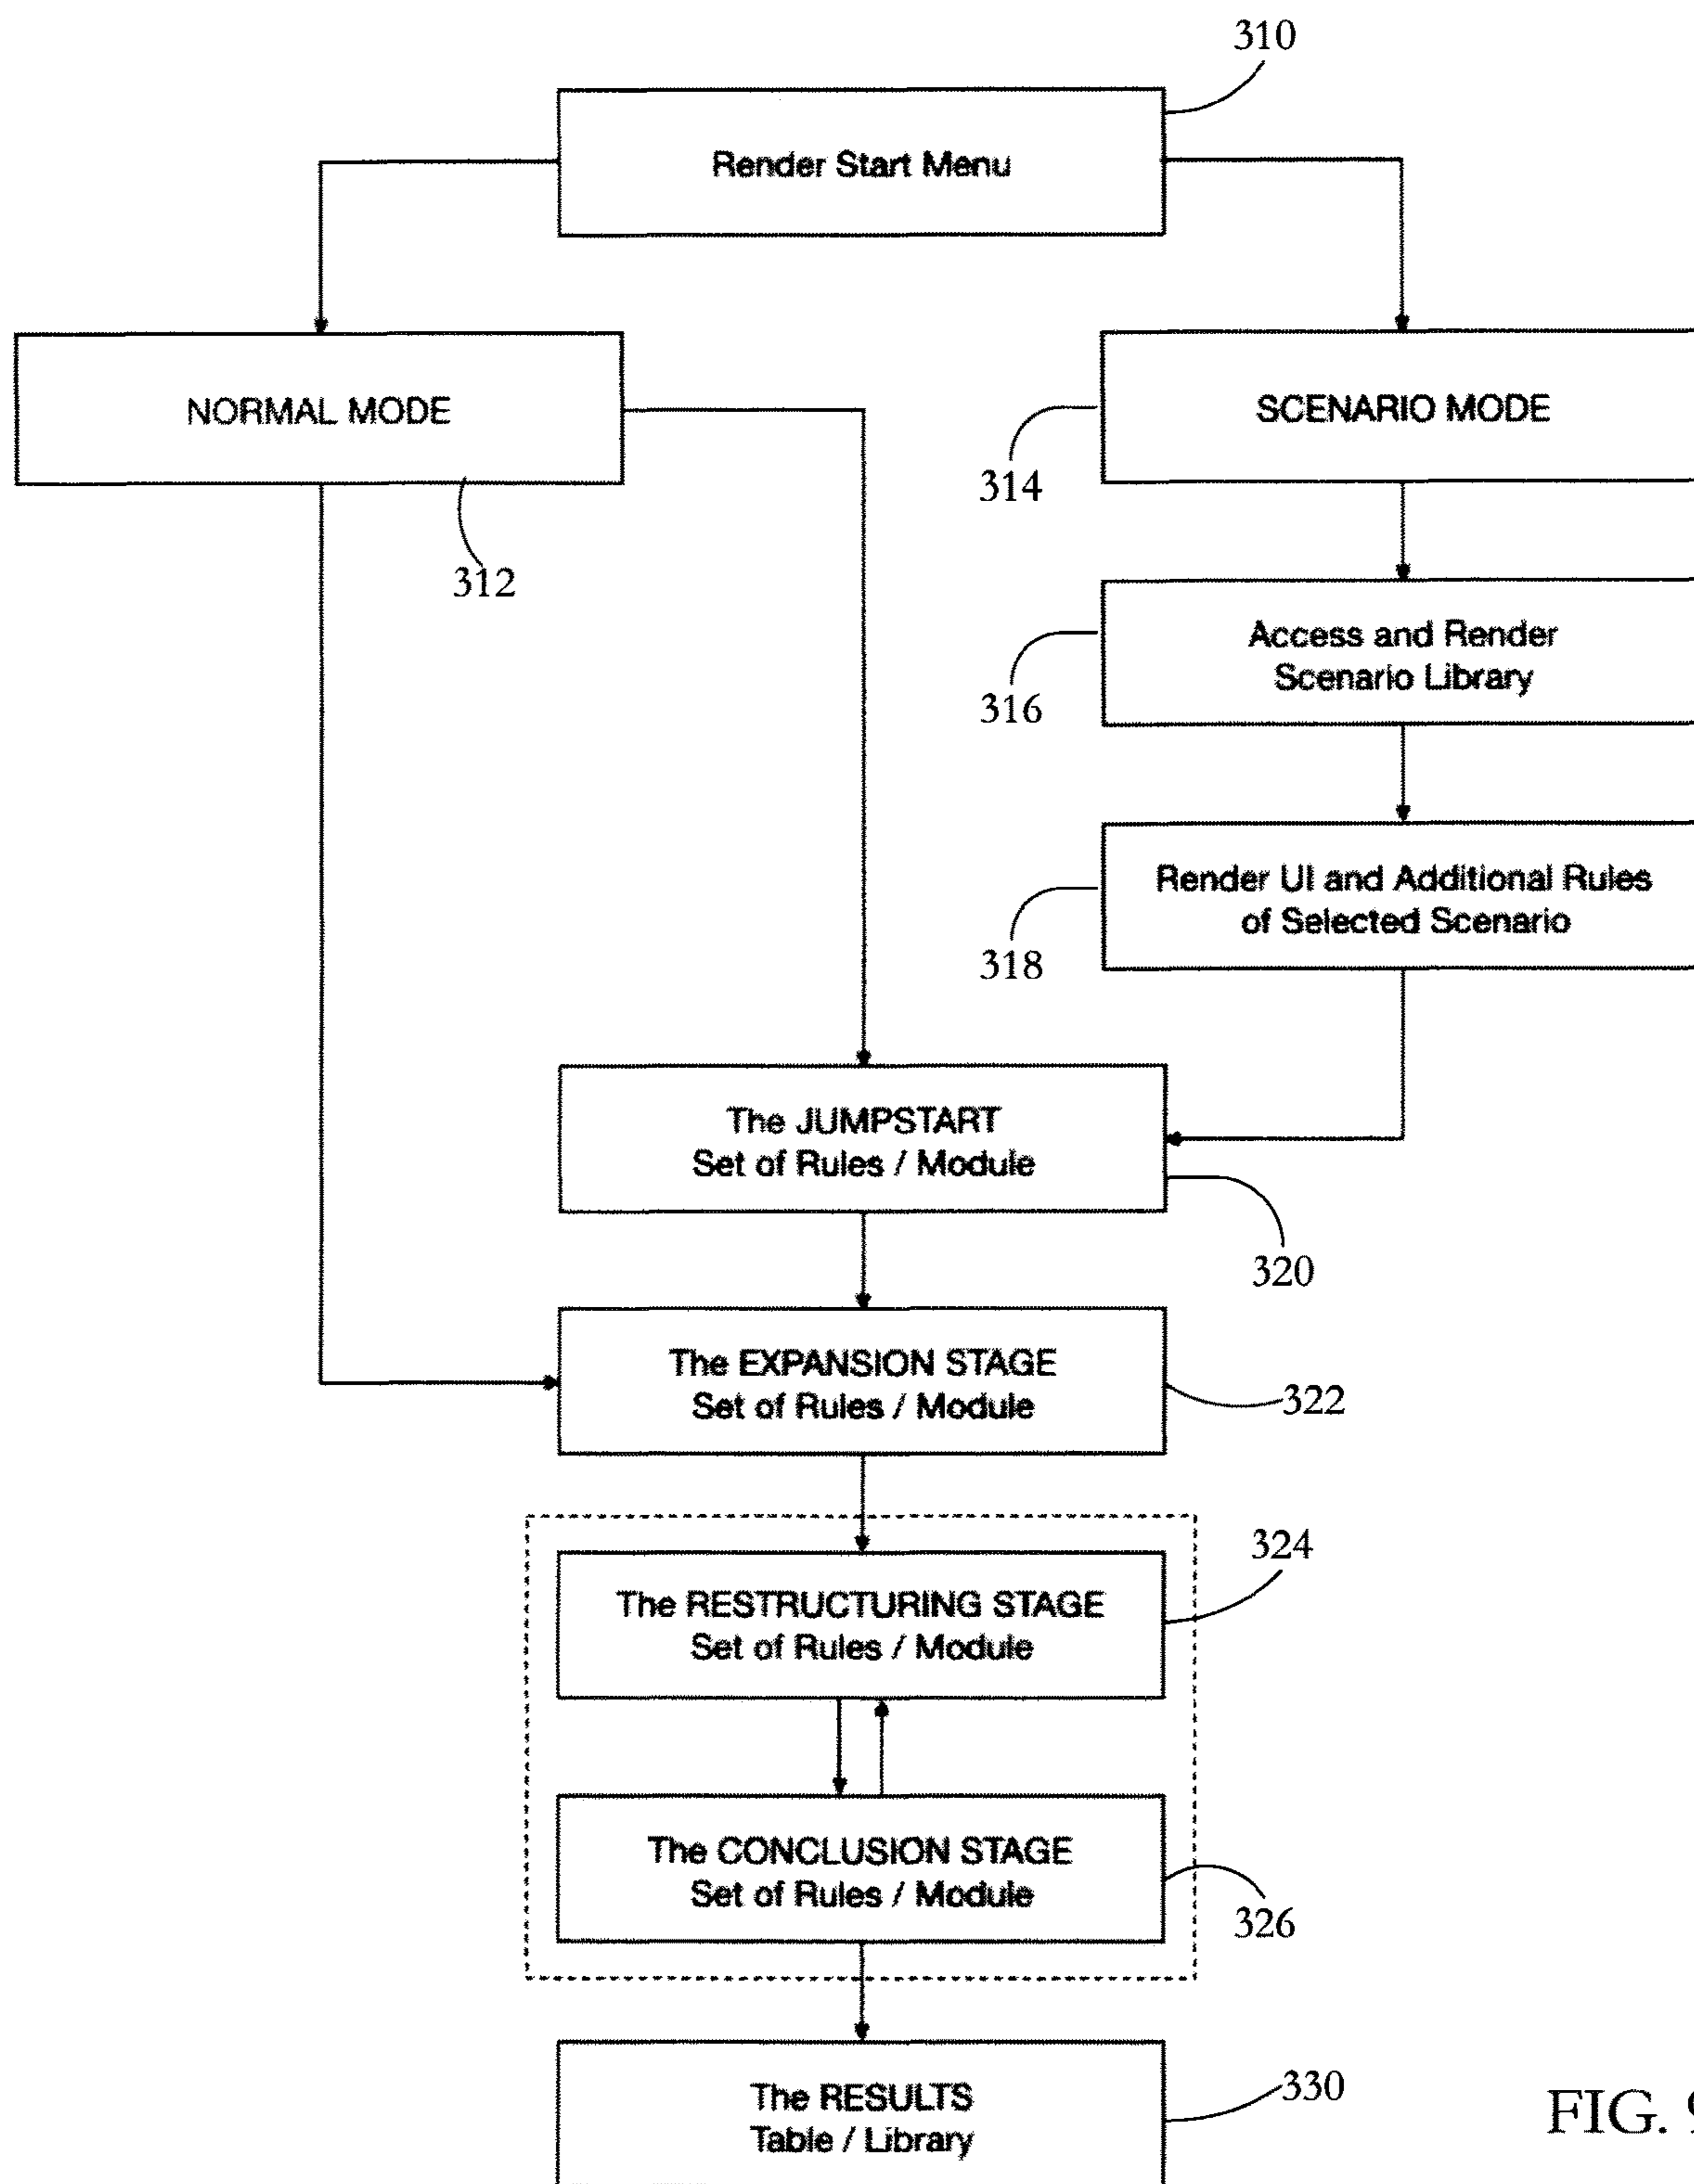 310
Render Start Menu
NORMAL MODE
SCENARIO MODE
314
312
Access and Render
Scenario Library
316
Render UI and Additional Rules
of Selected Scenario
318
The JUMPSTART
Set of Rules / Module
320
The EXPANSION STAGE
Set of Rules / Module
322
324
The RESTRUCTURING STAGE
Set of Rules / Module
The CONCLUSION STAGE
Set of Rules / Module
326
The RESULTS
Table / Library
330
FIG.